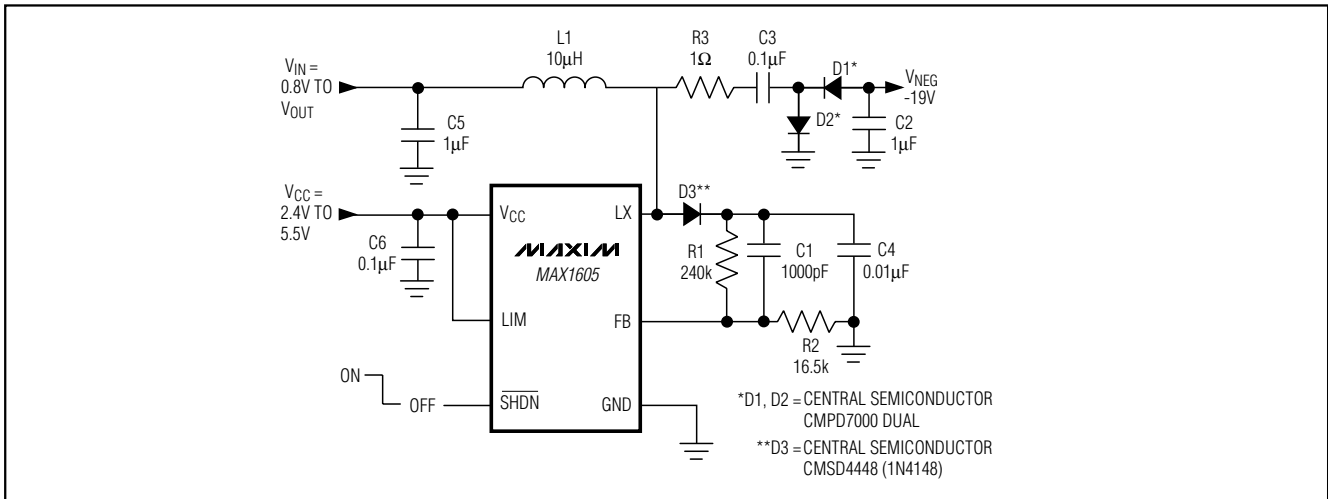 L1
10µH
R3
1Ω
C3
0.1µF
D1*
VNEG
-19V
VIN =
0.8V TO
VOUT
C5
1µF
D2*
C2
1µF
VCC =
2.4V TO
5.5V
C6
0.1µF
VCC
LX
D3**
MAXIM
MAX1605
R1
240k
C1
1000pF
C4
0.01µF
LIM
FB
R2
16.5k
ON
OFF
SHDN
GND
*D1, D2 = CENTRAL SEMICONDUCTOR
CMPD7000 DUAL
**D3 = CENTRAL SEMICONDUCTOR
CMSD4448 (1N4148)